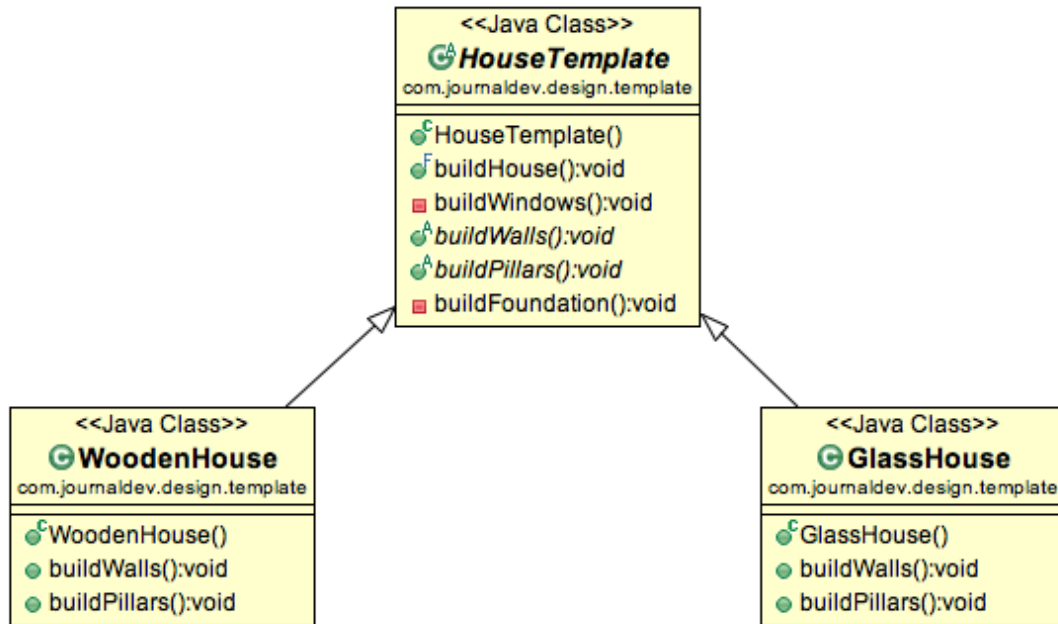 <<Java Class>>
HouseTemplate
com.journaldev.design.template
HouseTemplate()
buildHouse():void
buildWindows():void
buildWalls():void
buildPillars():void
buildFoundation():void
<<Java Class>>
WoodenHouse
com.journaldev.design.template
WoodenHouse()
buildWalls():void
buildPillars():void
<<Java Class>>
GlassHouse
com.journaldev.design.template
GlassHouse()
buildWalls():void
buildPillars():void